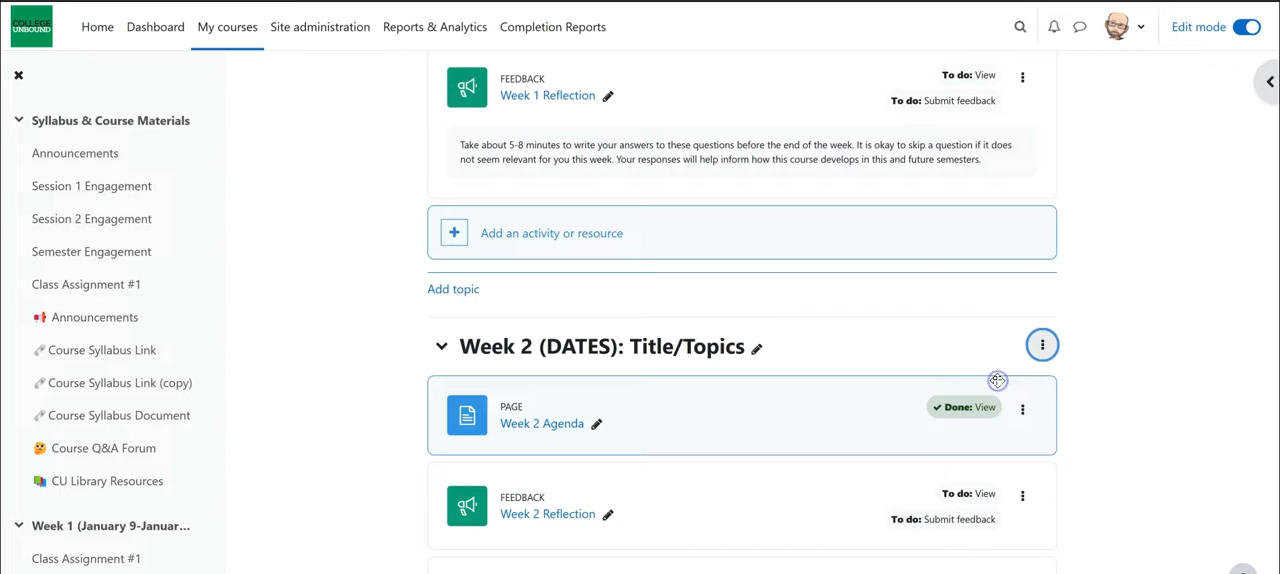 COLLEGE
UNBOUND
Home Dashboard My courses Site administration Reports & Analytics Completion Reports
Edit mode
Syllabus & Course Materials
Announcements
Session 1 Engagement
Session 2 Engagement
Semester Engagement
Class Assignment #1
Announcements
Course Syllabus Link
Course Syllabus Link (copy)
Course Syllabus Document
Course Q&A Forum
CU Library Resources
Week 1 (January 9-Januar...
Class Assignment #1
FEEDBACK
Week 1 Reflection
To do: View
To do: Submit feedback
Take about 5-8 minutes to write your answers to these questions before the end of the week. It is okay to skip a question if it does
not seem relevant for you this week. Your responses will help inform how this course develops in this and future semesters.
Add an activity or resource
Add topic
Week 2 (DATES): Title/Topics
PAGE
Week 2 Agenda
Done: View
FEEDBACK
Week 2 Reflection
To do: View
To do: Submit feedback